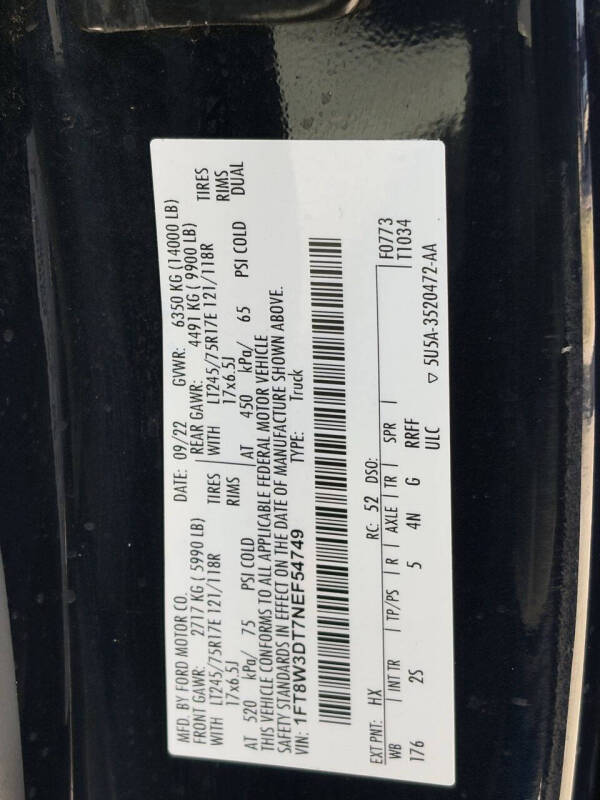 MFD. BY FORD MOTOR CO.
DATE: 09/22 GVWR: 6350 KG (14000 LB)
FRONT GAWR: 2717 KG ( 5990 LB) REAR GAWR: 4491 KG ( 9900 LB)
WITH LT245/75R17E 121/118R TIRES WITH LT245/75R17E 121/118R TIRES
17x6.5J RIMS 17x6.5J RIMS
AT 520 kPa/ 75 PSI COLD AT 450 kPa/ 65 PSI COLD DUAL
THIS VEHICLE CONFORMS TO ALL APPLICABLE FEDERAL MOTOR VEHICLE
SAFETY STANDARDS IN EFFECT ON THE DATE OF MANUFACTURE SHOWN ABOVE.
VIN: 1FT8W3DT7NEF54749 TYPE: Truck
EXT PNT: HX RC: 52 DSO: F0773
WB INT TR TP/PS R AXLE TR SPR T1034
176 2S 5 4N G RRFF
ULC ▽ 5U5A-3520472-AA